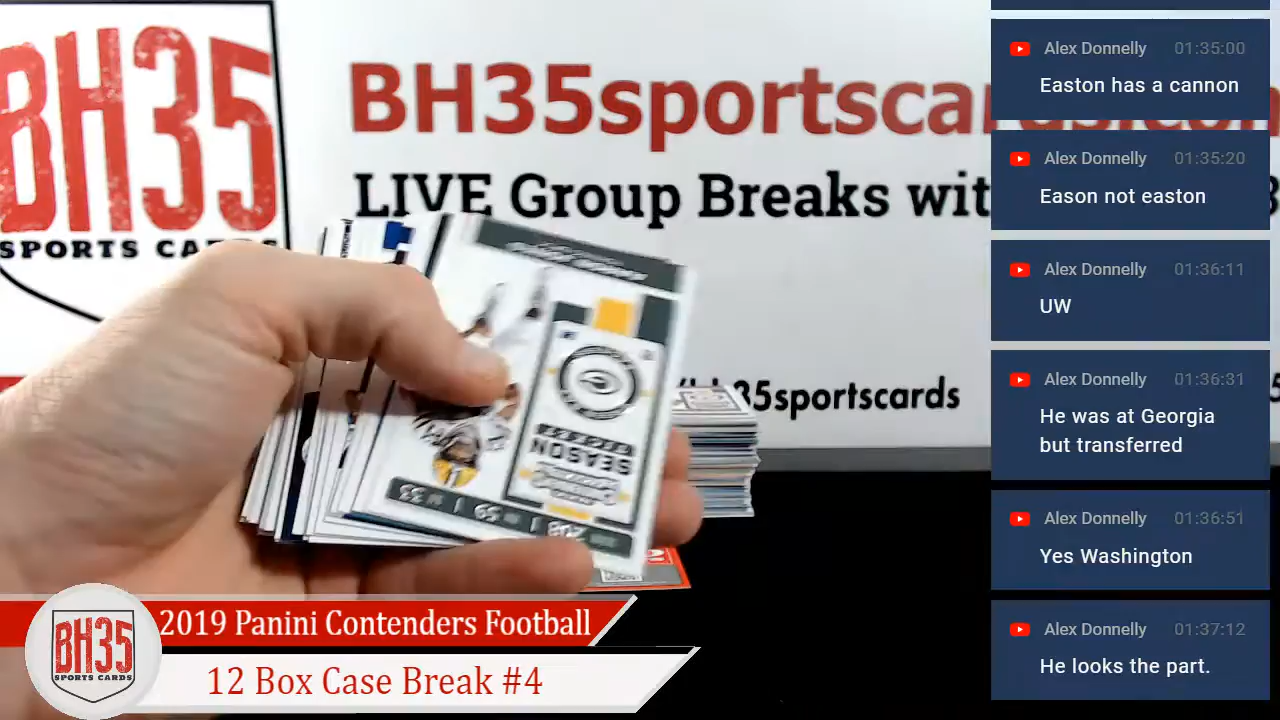 BH35
SPORTS CA
BH35sportscards.com
LIVE Group Breaks wit
35sportscards
SEASON
2019 Panini Contenders Football
12 Box Case Break #4
BH35
SPORTS CARDS
Alex Donnelly 01:35:00
Easton has a cannon
Alex Donnelly 01:35:20
Eason not easton
Alex Donnelly 01:36:11
UW
Alex Donnelly 01:36:31
He was at Georgia
but transferred
Alex Donnelly 01:36:51
Yes Washington
Alex Donnelly 01:37:12
He looks the part.